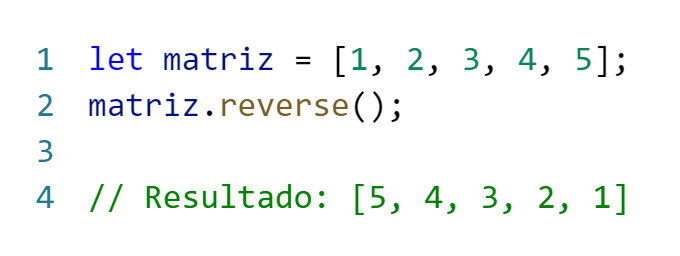 1 let matriz = [1, 2, 3, 4, 5];
2 matriz.reverse();
3
4 // Resultado: [5, 4, 3, 2, 1]